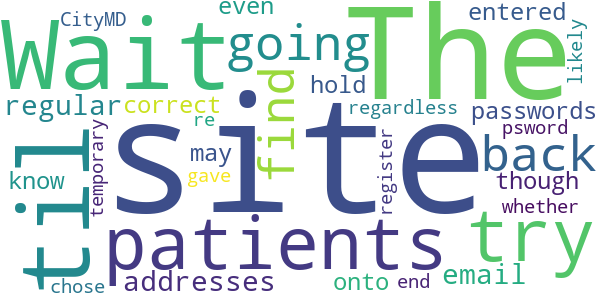 CityMD
even
entered
Wait
going
The
likely
find
hold
regular
correct
regardless
passwords
site
till
temporary
re
psword
may
back
know
gave
register
though
whether
patients
try
chose
addresses
onto
end
email